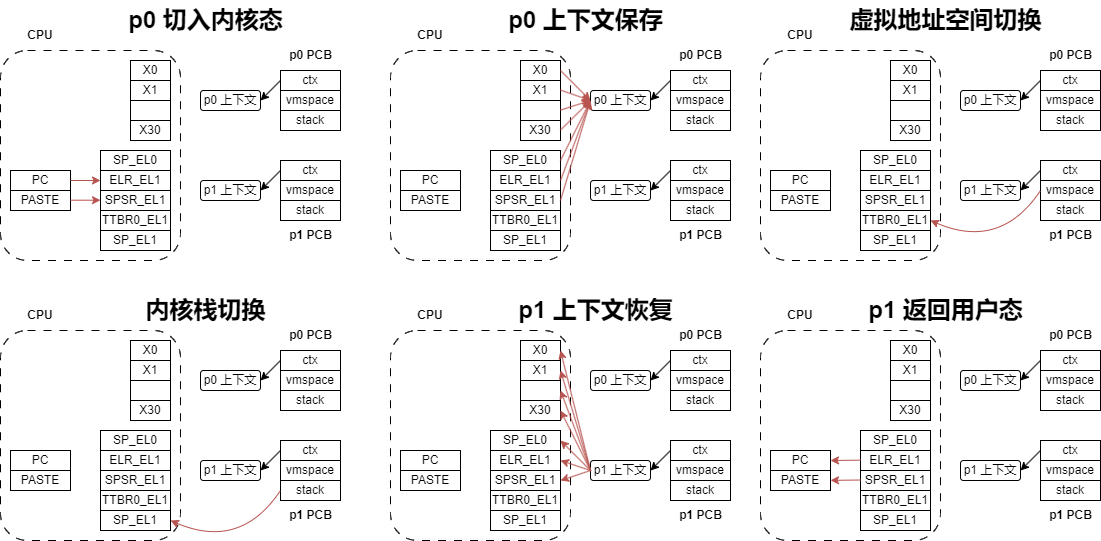 p0 切入内核态
CPU
X0
X1
X30
SP_EL0
ELR_EL1
SPSR_EL1
TTBR0_EL1
SP_EL1
PC
PASTE
p0 PCB
ctx
vmspace
stack
p0 上下文
p1 上下文
ctx
vmspace
stack
p1 PCB
p0 上下文保存
CPU
X0
X1
X30
SP_EL0
ELR_EL1
SPSR_EL1
TTBR0_EL1
SP_EL1
PC
PASTE
p0 PCB
ctx
vmspace
stack
p0 上下文
p1 上下文
ctx
vmspace
stack
p1 PCB
虚拟地址空间切换
CPU
X0
X1
X30
SP_EL0
ELR_EL1
SPSR_EL1
TTBR0_EL1
SP_EL1
PC
PASTE
p0 PCB
ctx
vmspace
stack
p0 上下文
p1 上下文
ctx
vmspace
stack
p1 PCB
内核栈切换
CPU
X0
X1
X30
SP_EL0
ELR_EL1
SPSR_EL1
TTBR0_EL1
SP_EL1
PC
PASTE
p0 PCB
ctx
vmspace
stack
p0 上下文
p1 上下文
ctx
vmspace
stack
p1 PCB
p1 上下文恢复
CPU
X0
X1
X30
SP_EL0
ELR_EL1
SPSR_EL1
TTBR0_EL1
SP_EL1
PC
PASTE
p0 PCB
ctx
vmspace
stack
p0 上下文
p1 上下文
ctx
vmspace
stack
p1 PCB
p1 返回用户态
CPU
X0
X1
X30
SP_EL0
ELR_EL1
SPSR_EL1
TTBR0_EL1
SP_EL1
PC
PASTE
p0 PCB
ctx
vmspace
stack
p0 上下文
p1 上下文
ctx
vmspace
stack
p1 PCB